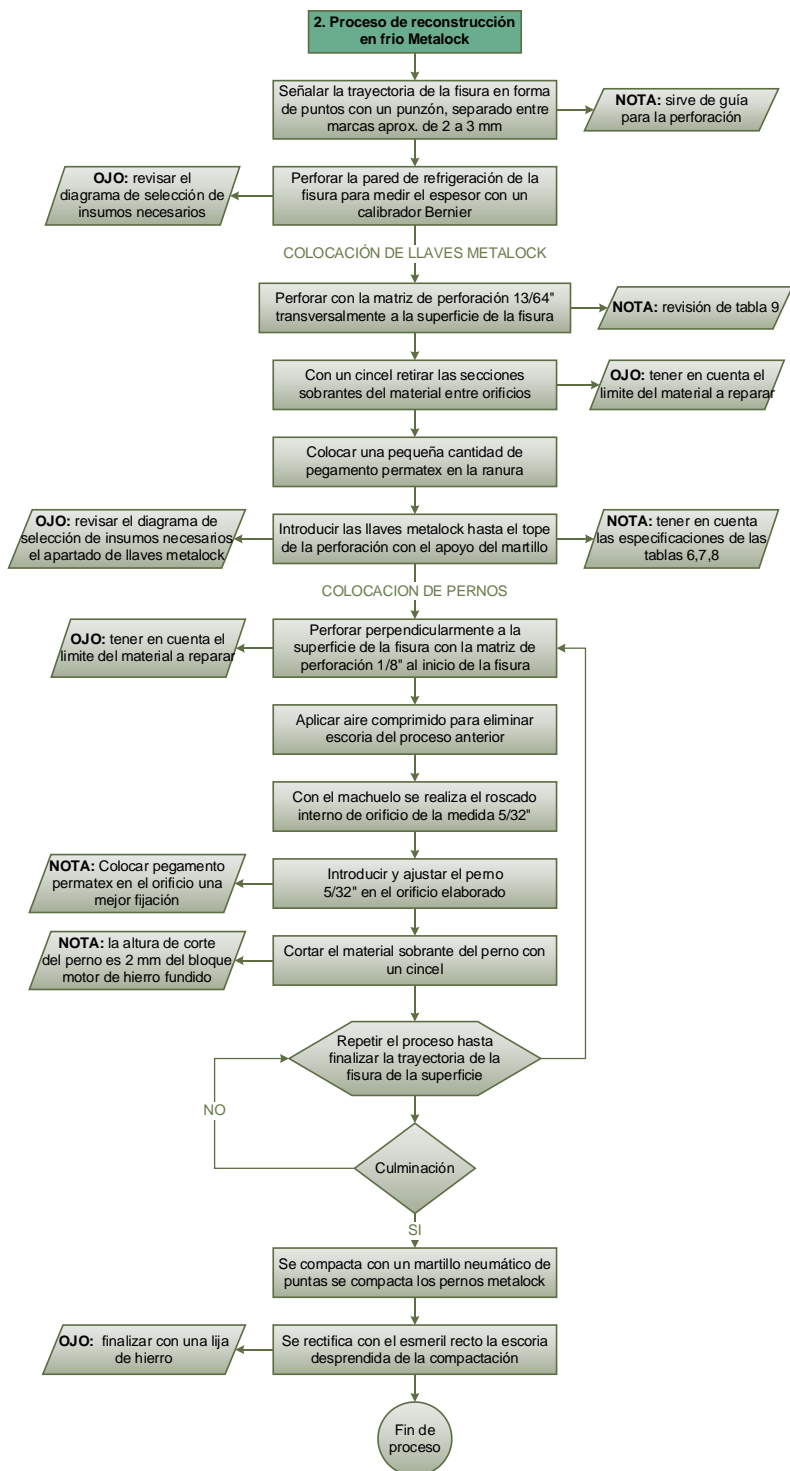 2. Proceso de reconstrucción
en frio Metalock
Señalar la trayectoria de la fisura en forma
de puntos con un punzón, separado entre
marcas aprox. de 2 a 3 mm
NOTA: sirve de guía
para la perforación
OJO: revisar el
diagrama de selección de
insumos necesarios
Perforar la pared de refrigeración de la
fisura para medir el espesor con un
calibrador Bernier
COLOCACIÓN DE LLAVES METALOCK
Perforar con la matriz de perforación 13/64"
transversalmente a la superficie de la fisura
NOTA: revisión de tabla 9
Con un cincel retirar las secciones
sobrantes del material entre orificios
OJO: tener en cuenta el
limite del material a reparar
Colocar una pequeña cantidad de
pegamento permatex en la ranura
OJO: revisar el diagrama de
selección de insumos necesarios
el apartado de llaves metalock
Introducir las llaves metalock hasta el tope
de la perforación con el apoyo del martillo
NOTA: tener en cuenta
las especificaciones de las
tablas 6,7,8
COLOCACION DE PERNOS
OJO: tener en cuenta el
limite del material a reparar
Perforar perpendicularmente a la
superficie de la fisura con la matriz de
perforación 1/8" al inicio de la fisura
Aplicar aire comprimido para eliminar
escoria del proceso anterior
Con el machuelo se realiza el roscado
interno de orificio de la medida 5/32"
NOTA: Colocar pegamento
permatex en el orificio una
mejor fijación
Introducir y ajustar el perno
5/32" en el orificio elaborado
NOTA: la altura de corte
del perno es 2 mm del bloque
motor de hierro fundido
Cortar el material sobrante del perno con
un cincel
Repetir el proceso hasta
finalizar la trayectoria de la
fisura de la superficie
NO
Culminación
SI
Se compacta con un martillo neumático de
puntas se compacta los pernos metalock
OJO: finalizar con una lija
de hierro
Se rectifica con el esmeril recto la escoria
desprendida de la compactación
Fin de
proceso